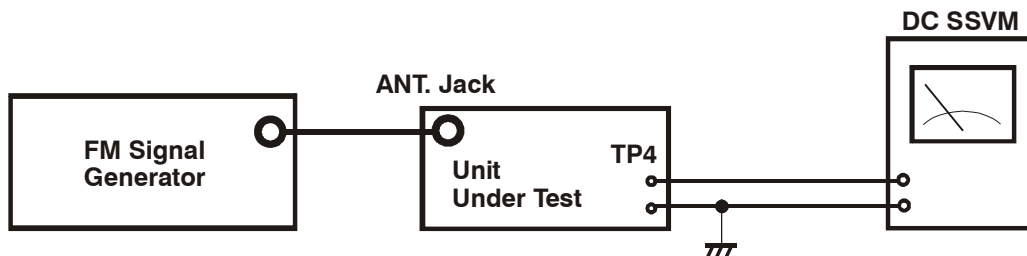 DC SSVM
ANT. Jack
FM Signal
Generator
TP4
Unit
Under Test